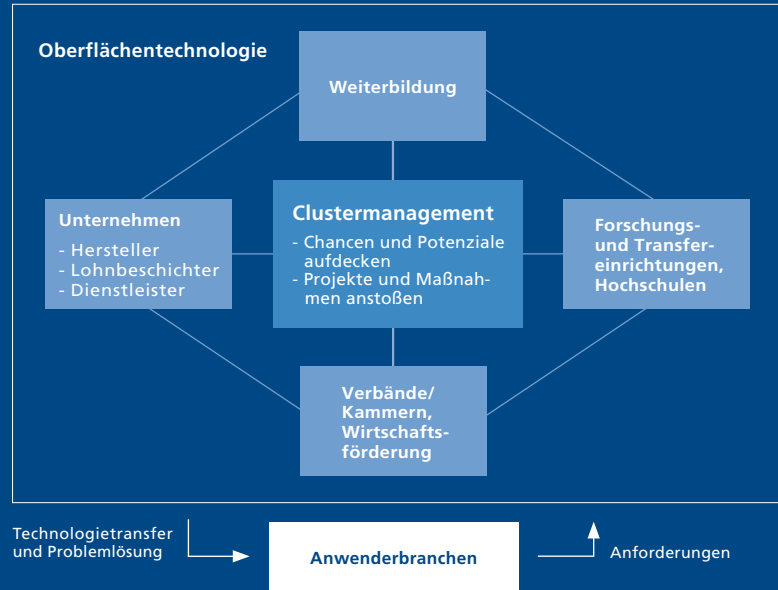 Oberflächentechnologie
Weiterbildung
Unternehmen
- Hersteller
- Lohnbeschichter
- Dienstleister
Clustermanagement
- Chancen und Potenziale
aufdecken
- Projekte und Maßnah-
men anstoßen
Forschungs-
und Transfer-
einrichtungen,
Hochschulen
Verbände/
Kammern,
Wirtschafts-
förderung
Technologietransfer
und Problemlösung
Anwenderbranchen
Anforderungen